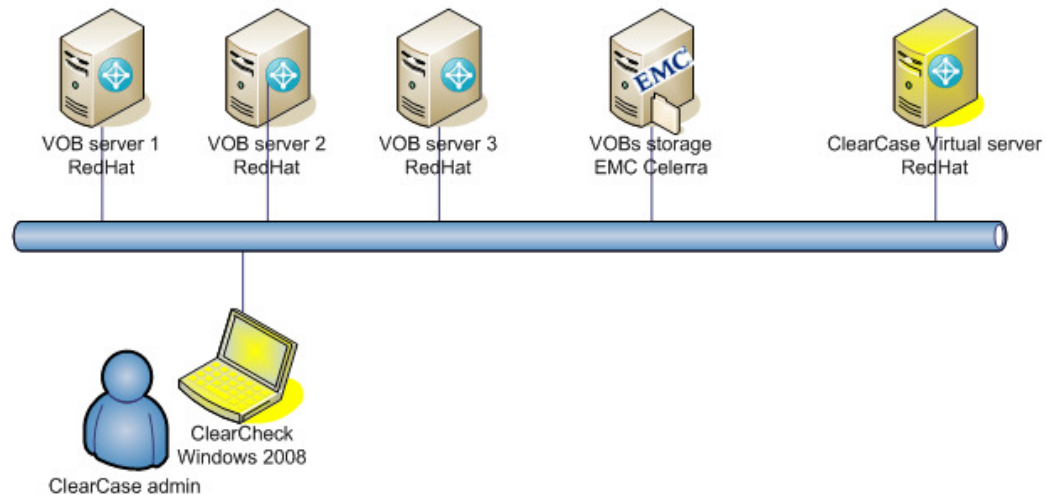 EMC
VOB server 1
RedHat
VOB server 2
RedHat
VOB server 3
RedHat
VOBs storage
EMC Celerra
ClearCase Virtual server
RedHat
ClearCheck
Windows 2008
ClearCase admin